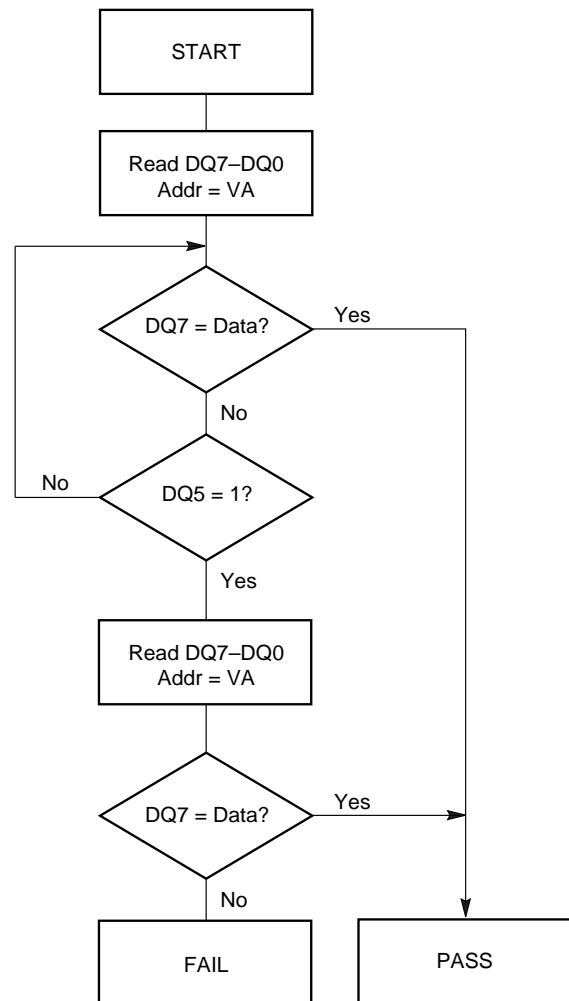 START
Read DQ7–DQ0
Addr = VA
DQ7 = Data?
Yes
No
No
DQ5 = 1?
Yes
Read DQ7–DQ0
Addr = VA
DQ7 = Data?
Yes
No
FAIL
PASS